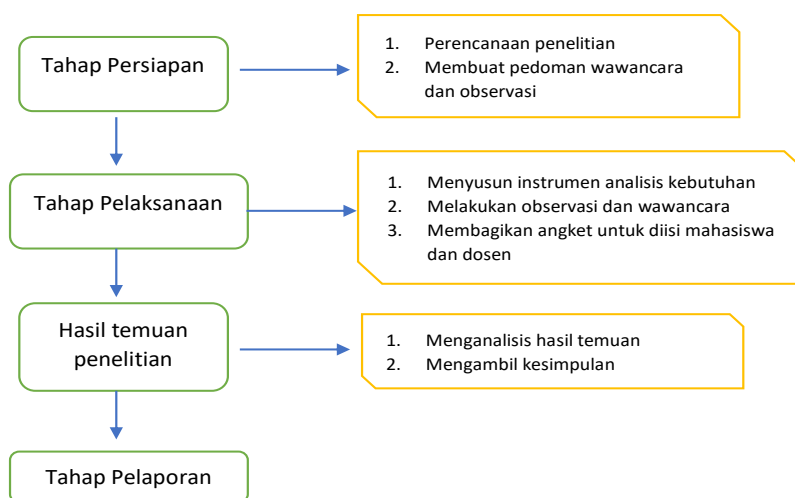 Tahap Persiapan
1. Perencanaan penelitian
2. Membuat pedoman wawancara
dan observasi
Tahap Pelaksanaan
1. Menyusun instrumen analisis kebutuhan
2. Melakukan observasi dan wawancara
3. Membagikan angket untuk diisi mahasiswa
dan dosen
Hasil temuan
penelitian
1. Menganalisis hasil temuan
2. Mengambil kesimpulan
Tahap Pelaporan